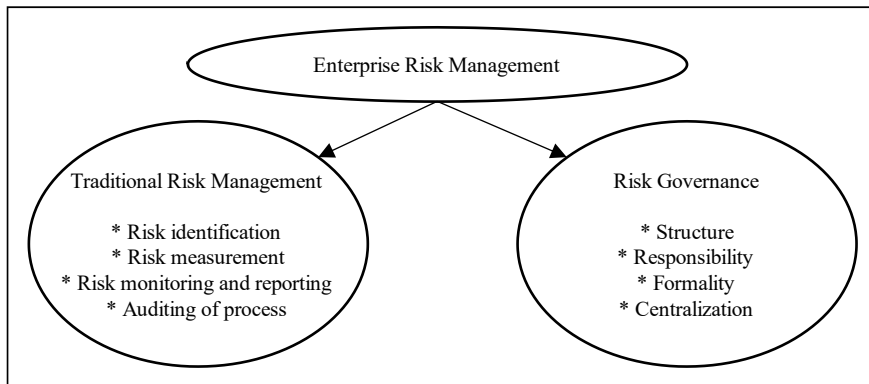 Enterprise Risk Management
Traditional Risk Management
* Risk identification
* Risk measurement
* Risk monitoring and reporting
* Auditing of process
Risk Governance
* Structure
* Responsibility
* Formality
* Centralization